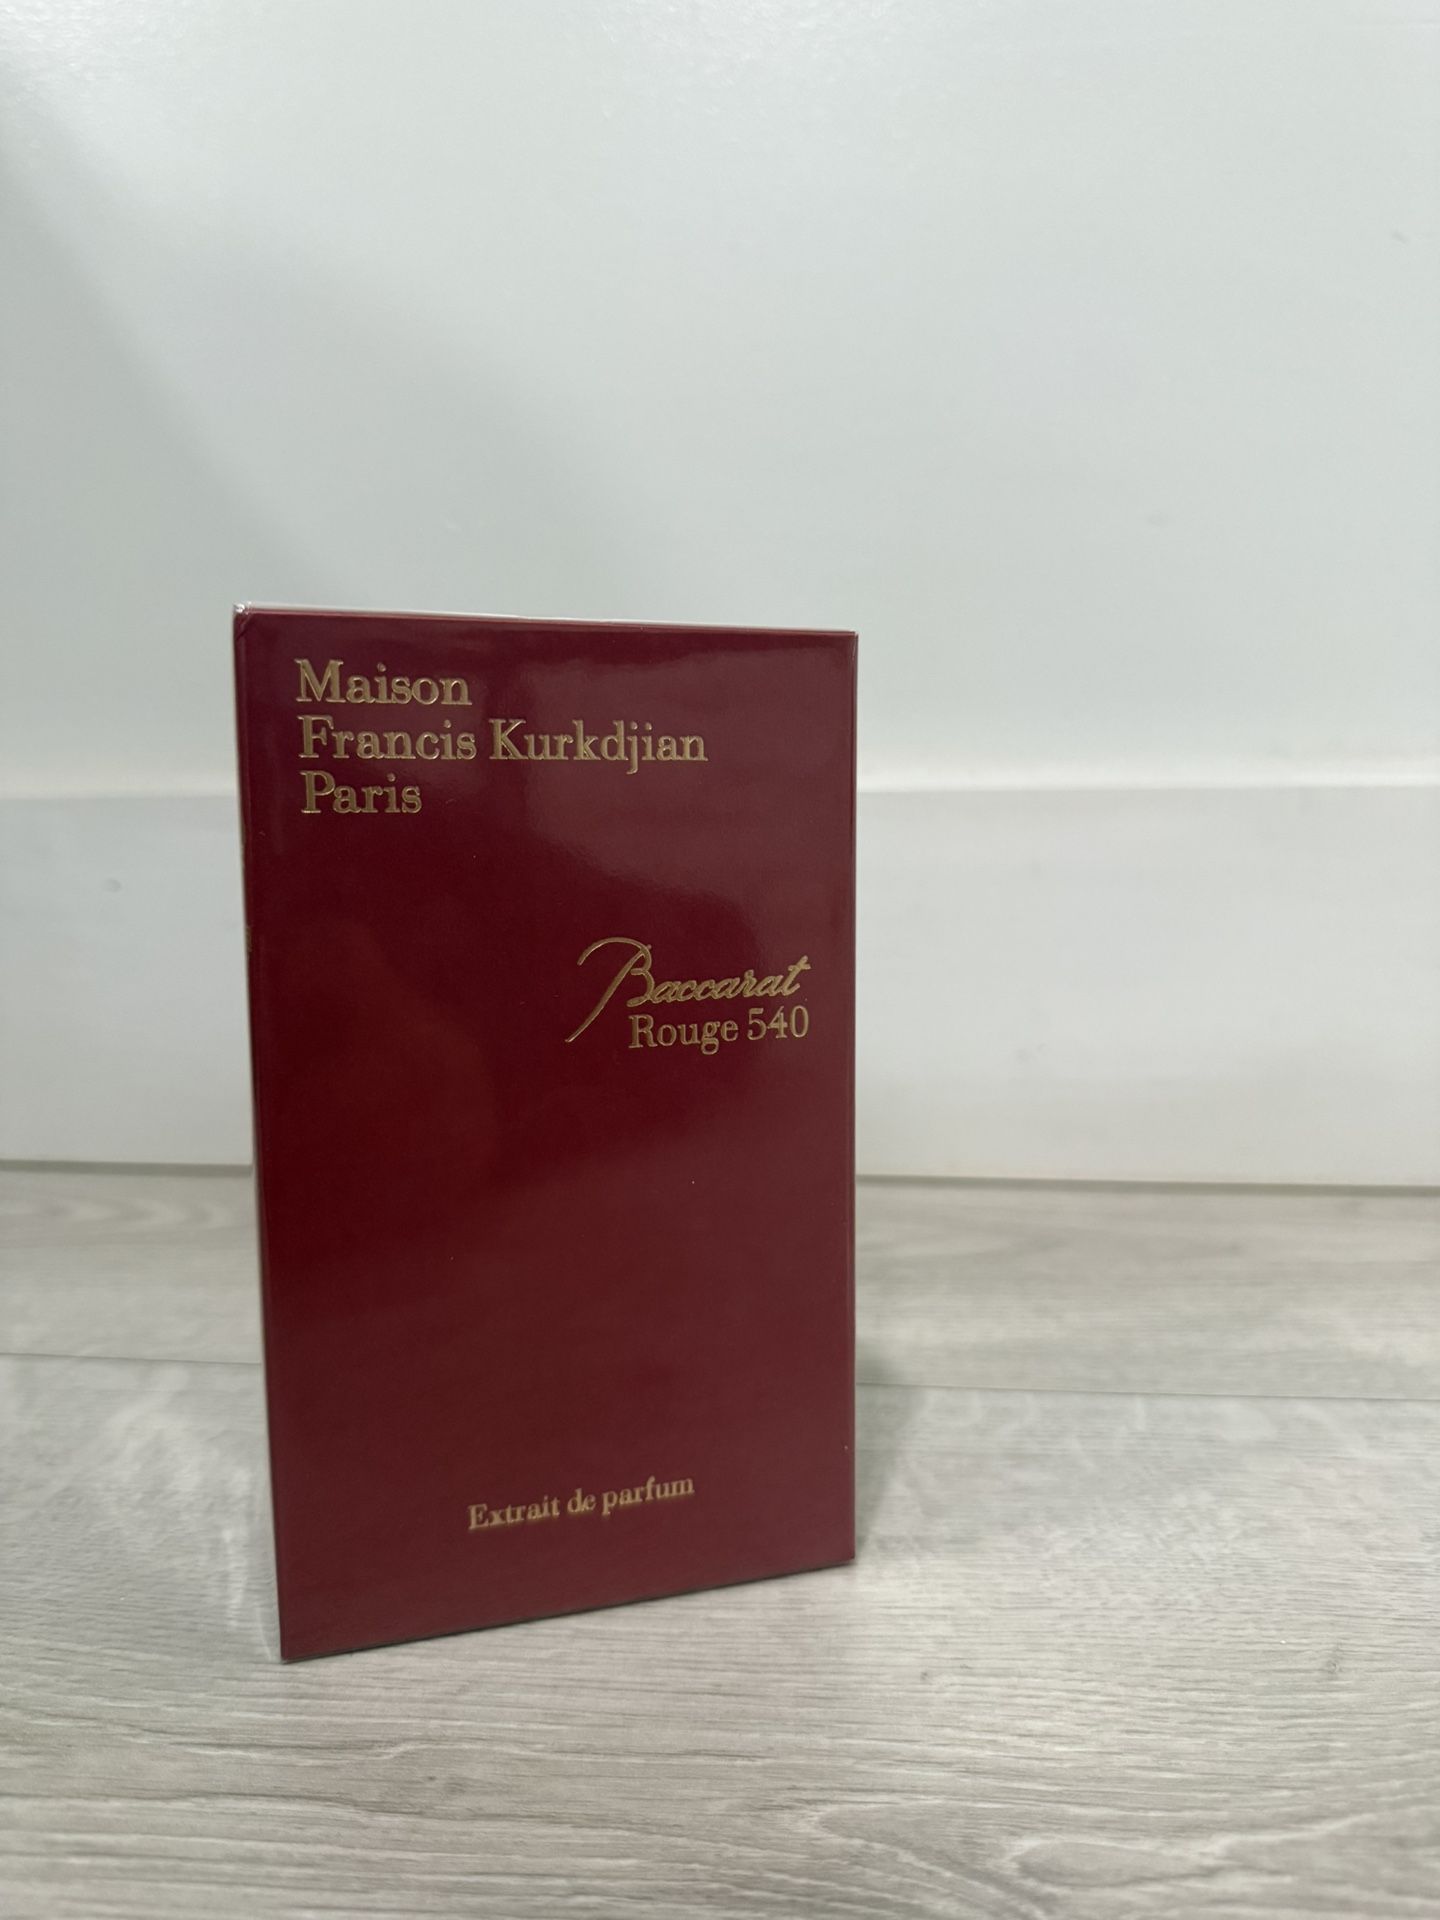 Maison
Francis Kurkdjian
Paris
Baccarat
Rouge 540
Extrait de parfum